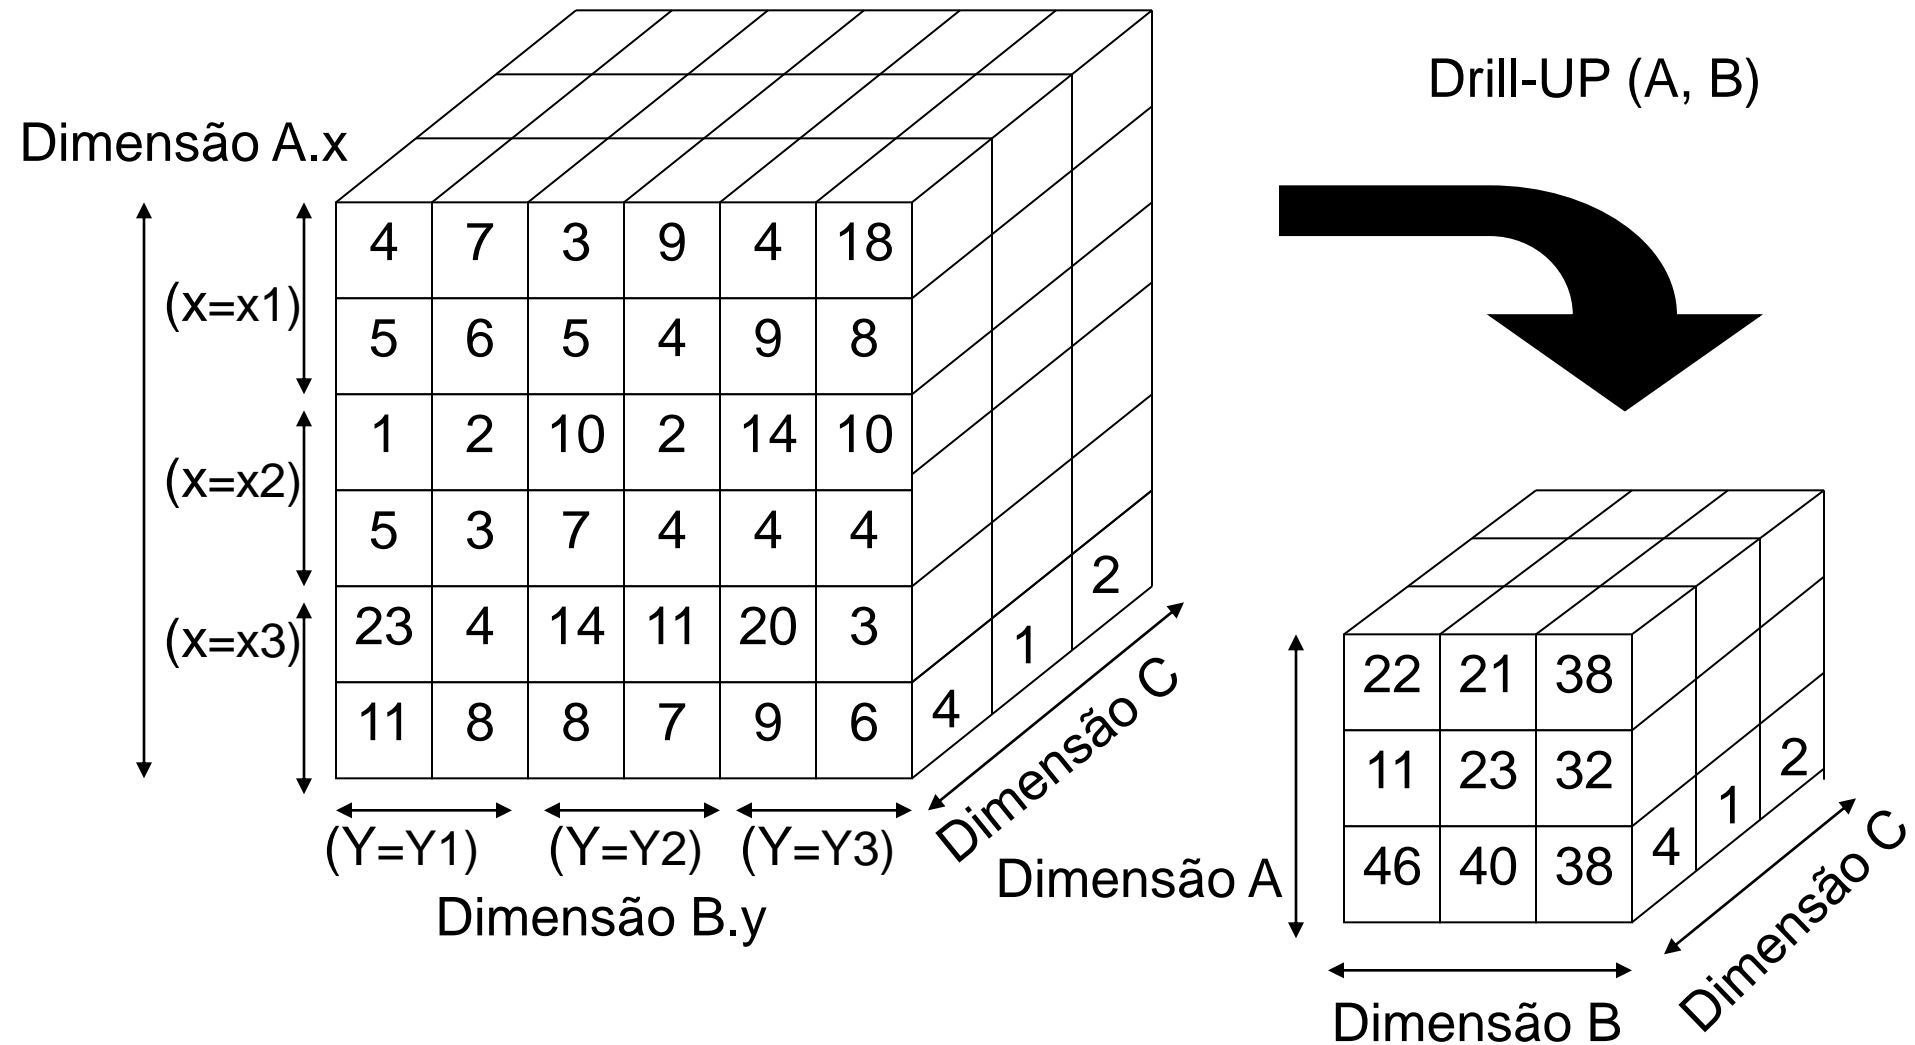 Drill-UP (A, B)
Dimensão A.x
4 7 3 9 4 18
(x=x1)
5 6 5 4 9 8
1 2 10 2 14 10
(x=x2)
5 3 7 4 4 4
2
23 4 14 11 20 3
(x=x3)
1
11 8 8 7 9 6
4
Dimensão C
(Y=Y1) (Y=Y2) (Y=Y3)
Dimensão B.y
22 21 38
11 23 32
2
1
46 40 38
4
Dimensão A
Dimensão C
Dimensão B